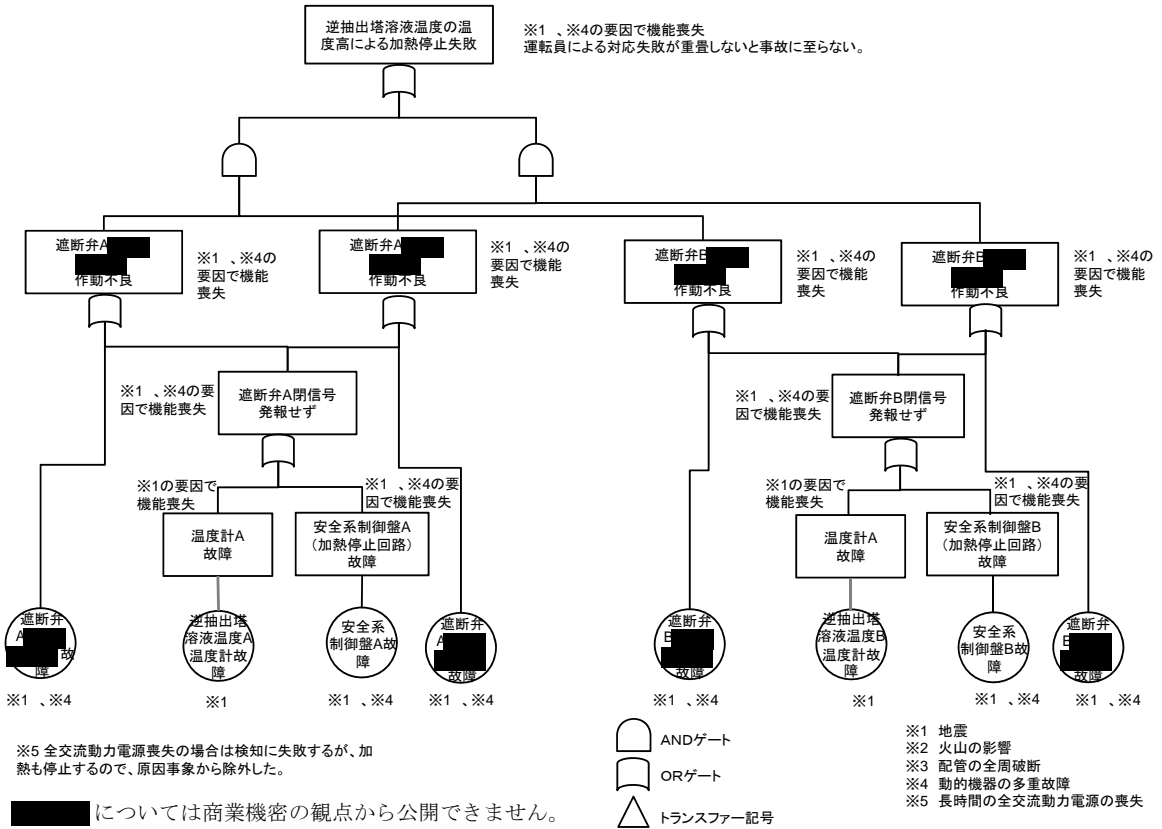 逆抽出塔溶液温度の温
度高による加熱停止失敗
※1 、※4の要因で機能喪失
運転員による対応失敗が重畳しないと事故に至らない。
遮断弁A
作動不良
※1 、※4の
要因で機能
喪失
遮断弁A
作動不良
※1 、※4の
要因で機能
喪失
遮断弁B
作動不良
※1 、※4の
要因で機能
喪失
遮断弁B
作動不良
※1 、※4の
要因で機能
喪失
※1 、※4の要
因で機能喪失
遮断弁A閉信号
発報せず
※1 、※4の要
因で機能喪失
遮断弁B閉信号
発報せず
※1の要因で
機能喪失
※1 、※4の要
因で機能喪失
温度計A
故障
安全系制御盤A
(加熱停止回路)
故障
※1の要因で
機能喪失
※1 、※4の要
因で機能喪失
温度計A
故障
安全系制御盤B
(加熱停止回路)
故障
遮断弁
A
故
障
逆抽出塔
溶液温度A
温度計故
障
安全系
制御盤A故
障
遮断弁
A
故障
遮断弁
B
故障
逆抽出塔
溶液温度B
温度計故
障
安全系
制御盤B故
障
遮断弁
B
故障
※1 、※4
※1
※1 、※4
※1 、※4
※1 、※4
※1
※1 、※4
※1 、※4
※5 全交流動力電源喪失の場合は検知に失敗するが、加
熱も停止するので、原因事象から除外した。
については商業機密の観点から公開できません。
ANDゲート
ORゲート
トランスファー記号
※1 地震
※2 火山の影響
※3 配管の全周破断
※4 動的機器の多重故障
※5 長時間の全交流動力電源の喪失